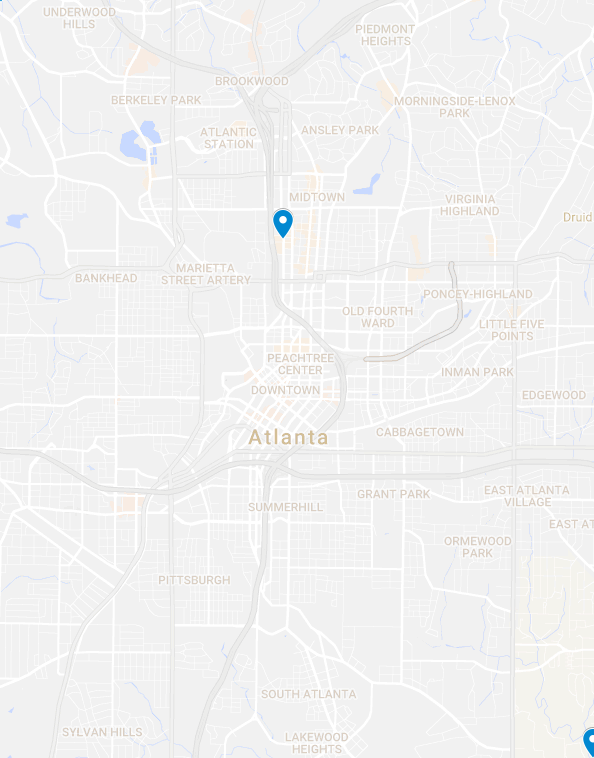 UNDERWOOD
HILLS
PIEDMONT
HEIGHTS
BROOKWOOD
BERKELEY PARK
MORNINGSIDE-LENOX
PARK
ATLANTIC
STATION
ANSLEY PARK
MIDTOWN
VIRGINIA
HIGHLAND
Druid
MARIETTA
STREET ARTERY
BANKHEAD
PONCEY-HIGHLAND
OLD FOURTH
WARD
LITTLE FIVE
POINTS
PEACHTREE
CENTER
INMAN PARK
DOWNTOWN
EDGEWOOD
Atlanta
CABBAGETOWN
GRANT PARK
EAST ATLANTA
VILLAGE
SUMMERHILL
EAST AT
ORMEWOOD
PARK
PITTSBURGH
SOUTH ATLANTA
SYLVAN HILLS
LAKEWOOD
HEIGHTS